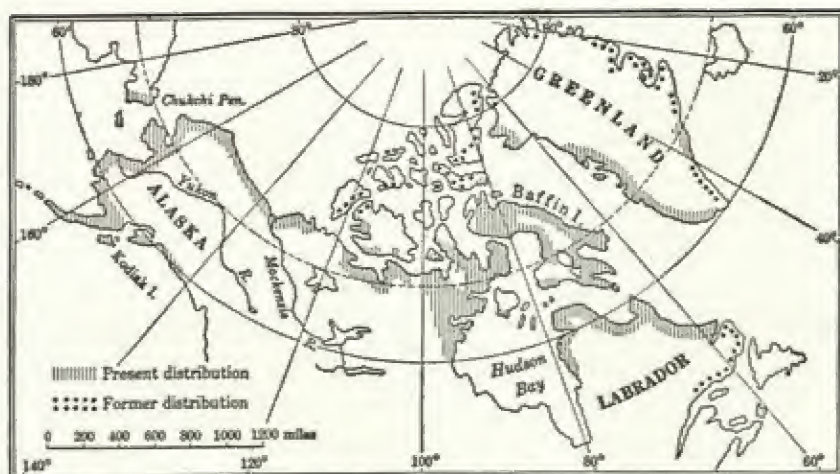 60° 80° 80° 60°
180° 20°
Chukchi Pen.
GREENLAND
Yukon
Baffin I.
ALASKA
160° 40°
Kodiak I.
R.
Mackenzie
R.
Present distribution
Hudson
Bay
LABRADOR
Former distribution
0 200 400 600 800 1000 1200 miles
140° 120° 100° 80° 60°